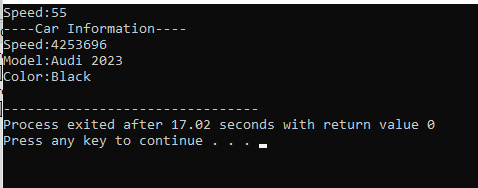 Speed:55
----Car Information----
Speed:4253696
Model:Audi 2023
Color:Black
--------------------------------
Process exited after 17.02 seconds with return value 0
Press any key to continue . . .